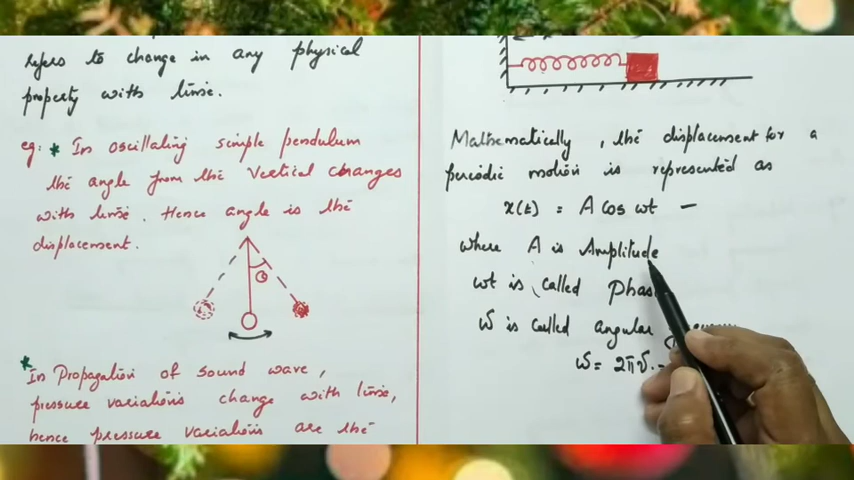 refers to change in any physical
property with time.
eg: * In oscillating simple pendulum
the angle from the vertical changes
with time. Hence angle is the
displacement.
θ
* In Propagation of sound wave,
pressure variations change with time,
hence pressure variations are the
Mathematically, the displacement for a
periodic motion is represented as
x(t) = A cos ωt —
where A is Amplitude
ωt is called
ω is called angular
ω = 2πν.